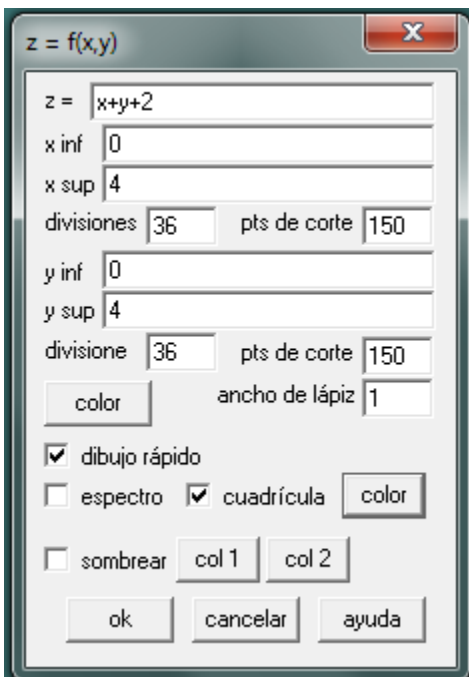 z = f(x,y)
z = x+y+2
x inf 0
x sup 4
divisiones 36 pts de corte 150
y inf 0
y sup 4
divisione 36 pts de corte 150
color ancho de lápiz 1
dibujo rápido
espectro cuadrícula color
sombrear col 1 col 2
ok cancelar ayuda